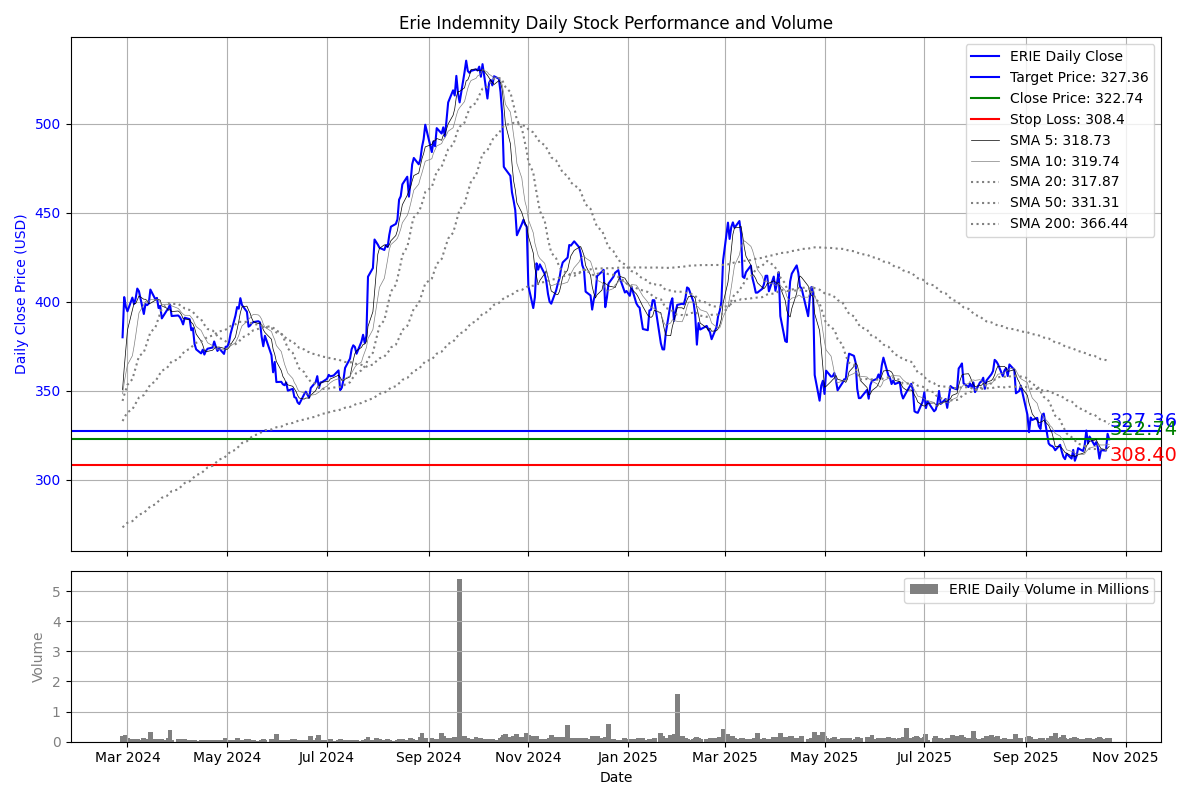 Erie Indemnity Daily Stock Performance and Volume
ERIE Daily Close
Target Price: 327.36
Close Price: 322.74
Stop Loss: 308.4
SMA 5: 318.73
SMA 10: 319.74
SMA 20: 317.87
SMA 50: 331.31
SMA 200: 366.44
Daily Close Price (USD)
500
450
400
350
300
327.36
322.74
308.40
ERIE Daily Volume in Millions
Volume
5
4
3
2
1
0
Mar 2024 May 2024 Jul 2024 Sep 2024 Nov 2024 Jan 2025 Mar 2025 May 2025 Jul 2025 Sep 2025 Nov 2025
Date